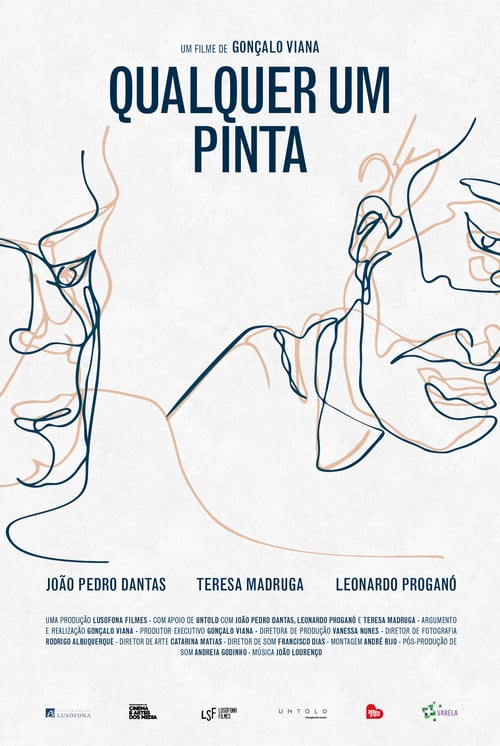 UM FILME DE GONÇALO VIANA
QUALQUER UM
PINTA
JOÃO PEDRO DANTAS TERESA MADRUGA LEONARDO PROGANÓ
UMA PRODUÇÃO LUSOFONA FILMES - COM APOIO DE UNTOLD COM JOÃO PEDRO DANTAS, LEONARDO PROGANÓ E TERESA MADRUGA - ARGUMENTO
E REALIZAÇÃO GONÇALO VIANA - PRODUTOR EXECUTIVO GONÇALO VIANA - DIRETORA DE PRODUÇÃO VANESSA NUNES - DIRETOR DE FOTOGRAFIA
RODRIGO ALBUQUERQUE - DIRETOR DE ARTE CATARINA MATIAS - DIRETOR DE SOM FRANCISCO DIAS - MONTAGEM ANDRÉ RIJO - PÓS-PRODUÇÃO DE
SOM ANDREIA GODINHO - MÚSICA JOÃO LOURENÇO
LUSÓFONA
CINEMA
E ARTES
DOS MEDIA
LSF LUSÓFONA
FILMES
UNTOLD
VARELA